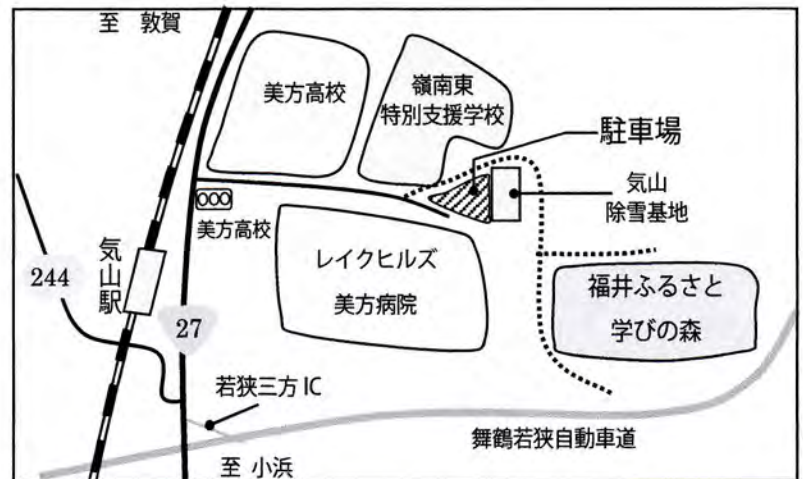 至 敦賀
美方高校
嶺南東
特別支援学校
駐車場
気山
除雪基地
美方高校
レイクヒルズ
美方病院
244
気山駅
27
福井ふるさと
学びの森
若狭三方 IC
舞鶴若狭自動車道
至 小浜